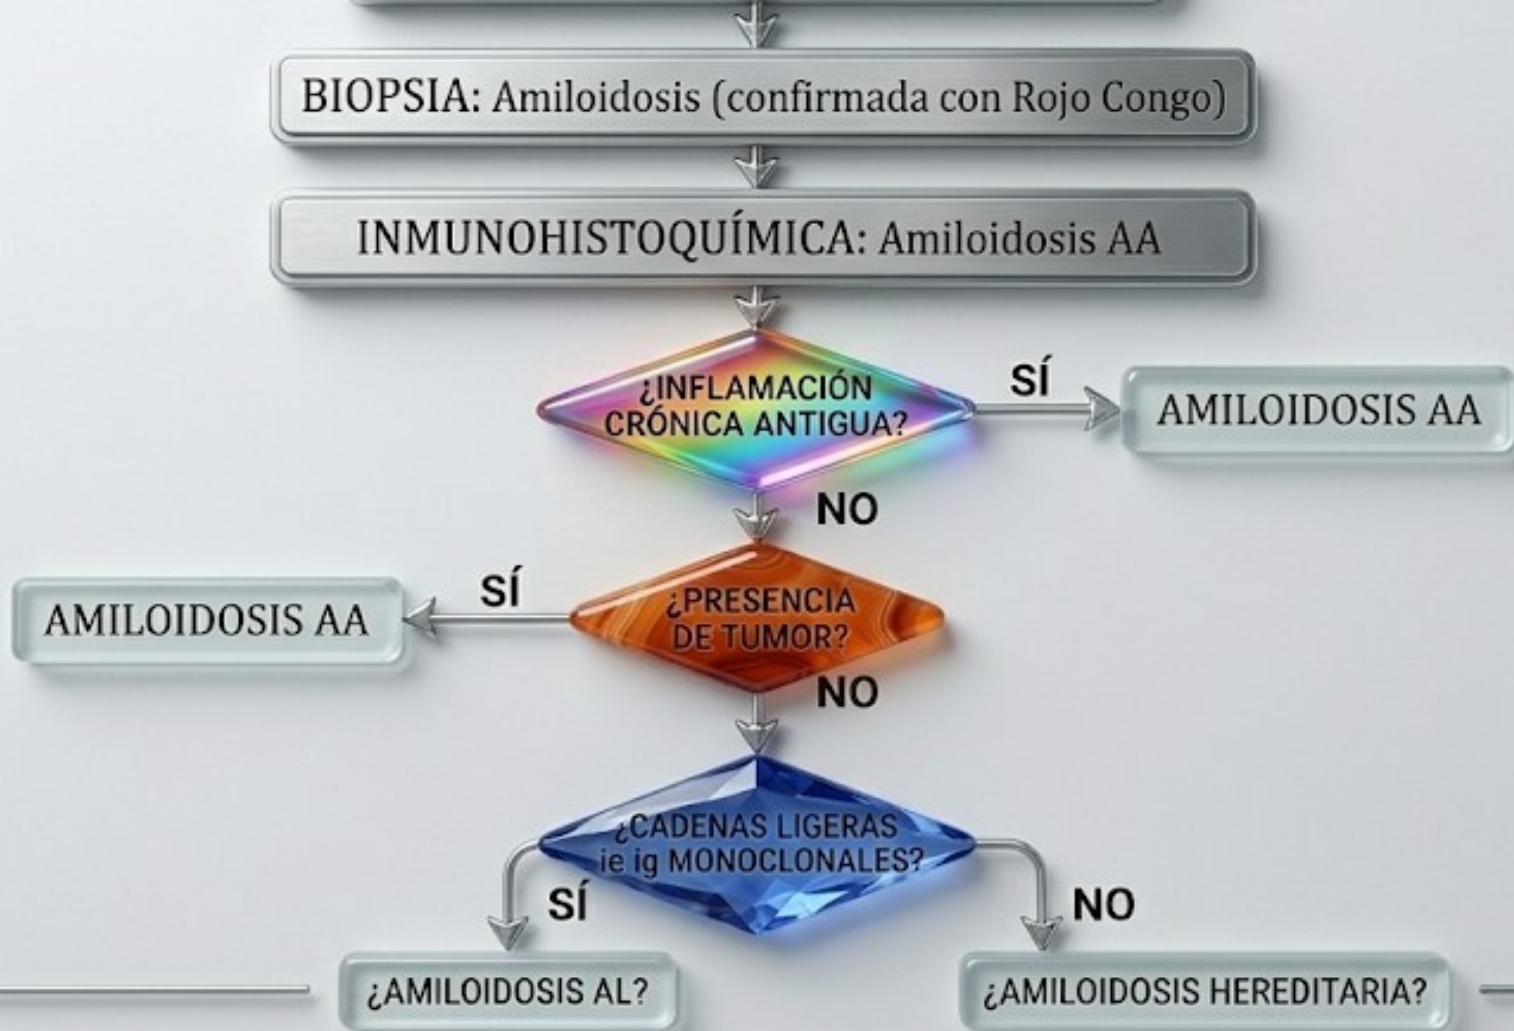 BIOPSIA: Amiloidosis (confirmada con Rojo Congo)
INMUNOHISTOQUÍMICA: Amiloidosis AA
¿INFLAMACIÓN
CRÓNICA ANTIGUA?
SÍ
AMILOIDOSIS AA
NO
AMILOIDOSIS AA
SÍ
¿PRESENCIA
DE TUMOR?
NO
¿CADENAS LIGERAS
ie ig MONOCLONALES?
SÍ
NO
¿AMILOIDOSIS AL?
¿AMILOIDOSIS HEREDITARIA?